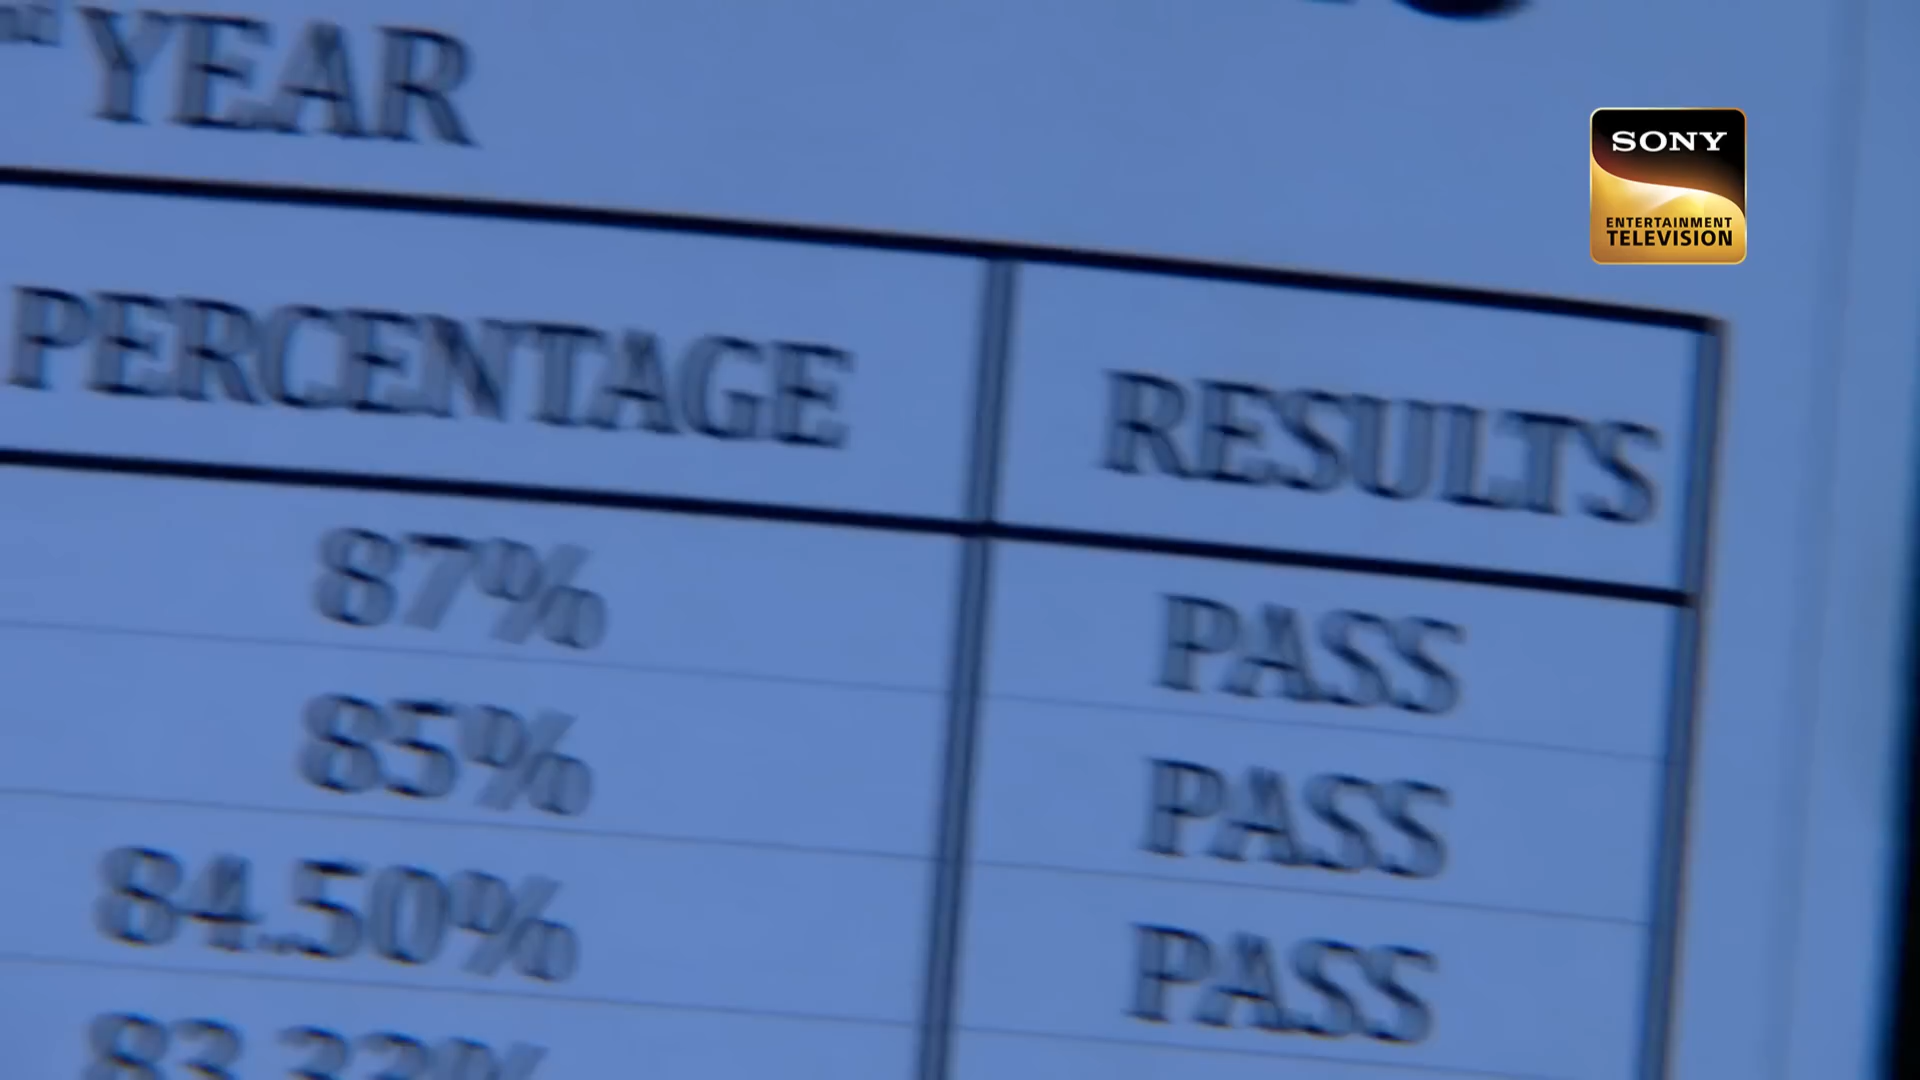 YEAR
SONY
ENTERTAINMENT
TELEVISION
PERCENTAGE RESULTS
87% PASS
85% PASS
84.50% PASS